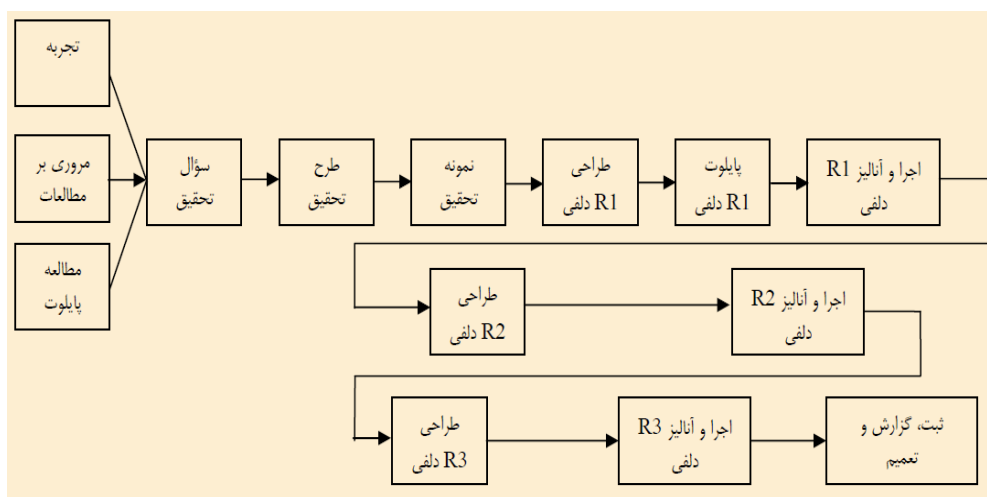 تجربه
مروری بر
مطالعات
مطالعه
پایلوت
سؤال
تحقیق
طرح
تحقیق
نمونه
تحقیق
طراحی
R1 دلفی
پایلوت
R1 دلفی
اجرا و آنالیز R1
دلفی
طراحی
R2 دلفی
اجرا و آنالیز R2
دلفی
طراحی
R3 دلفی
اجرا و آنالیز R3
دلفی
ثبت، گزارش و
تعمیم